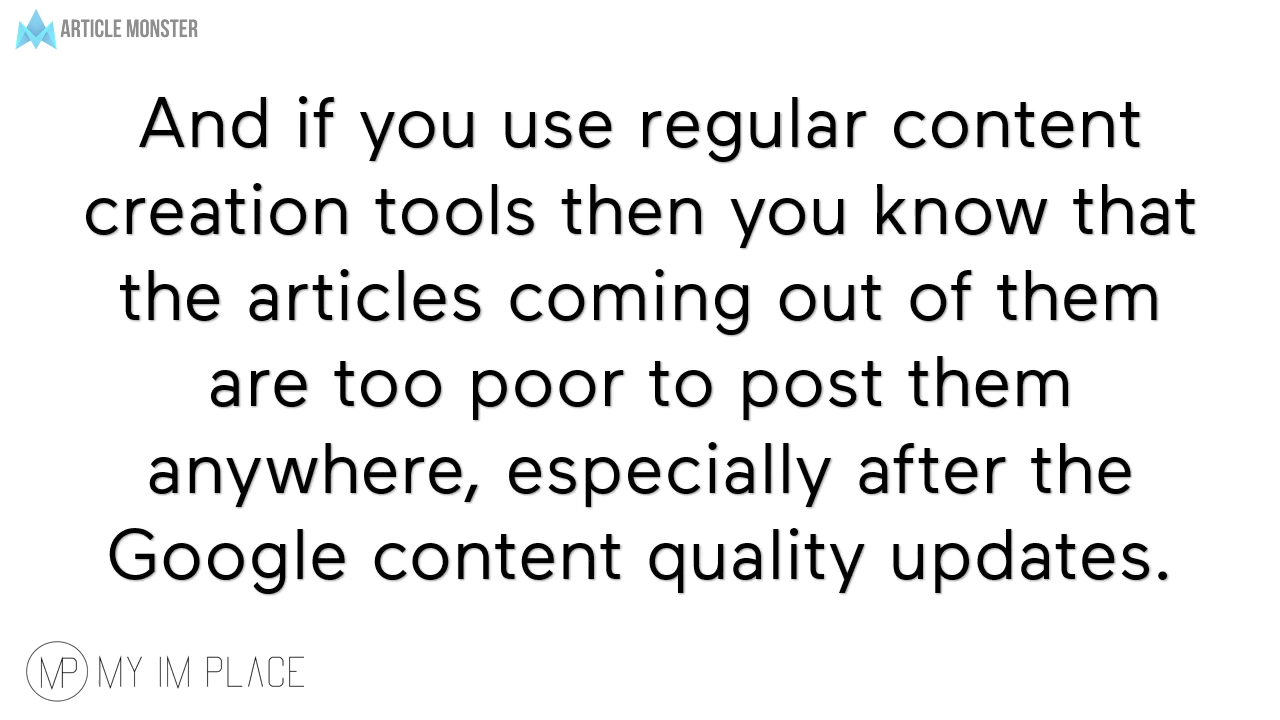 ARTICLE MONSTER
And if you use regular content
creation tools then you know that
the articles coming out of them
are too poor to post them
anywhere, especially after the
Google content quality updates.
MP MY IM PLACE